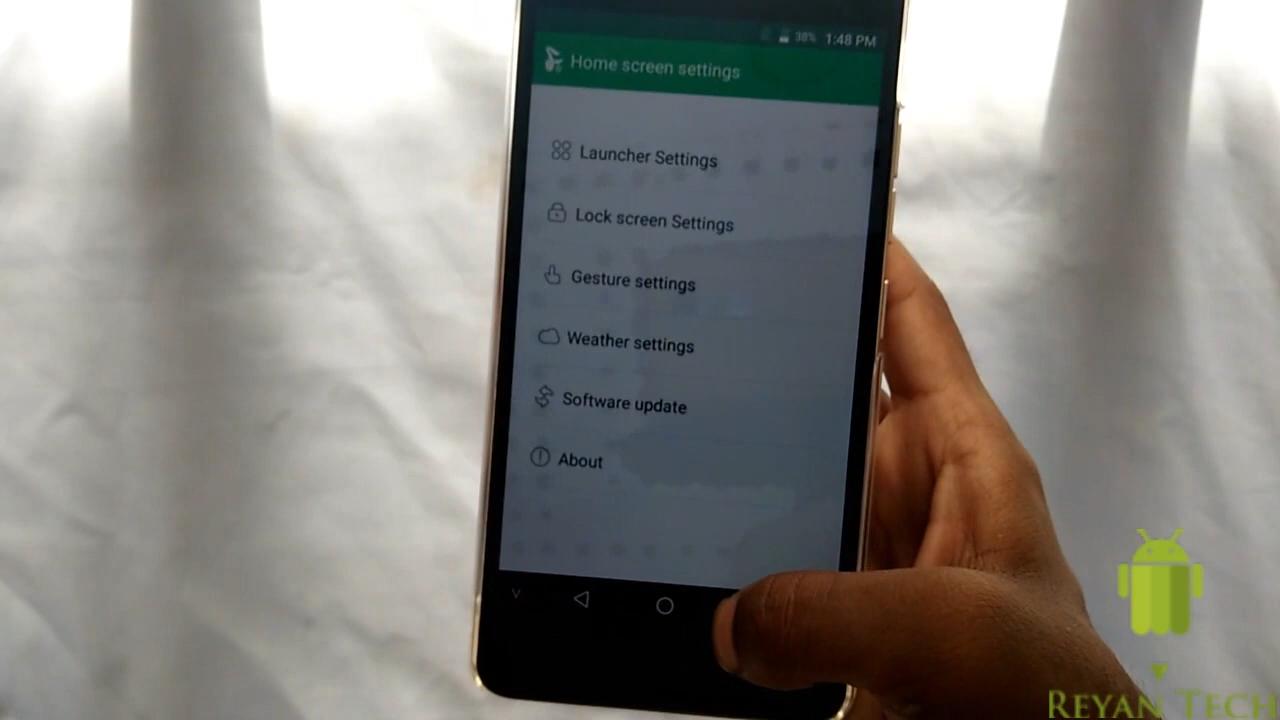 38% 1:48 PM
Home screen settings
Launcher Settings
Lock screen Settings
Gesture settings
Weather settings
Software update
About
REYAN TECH